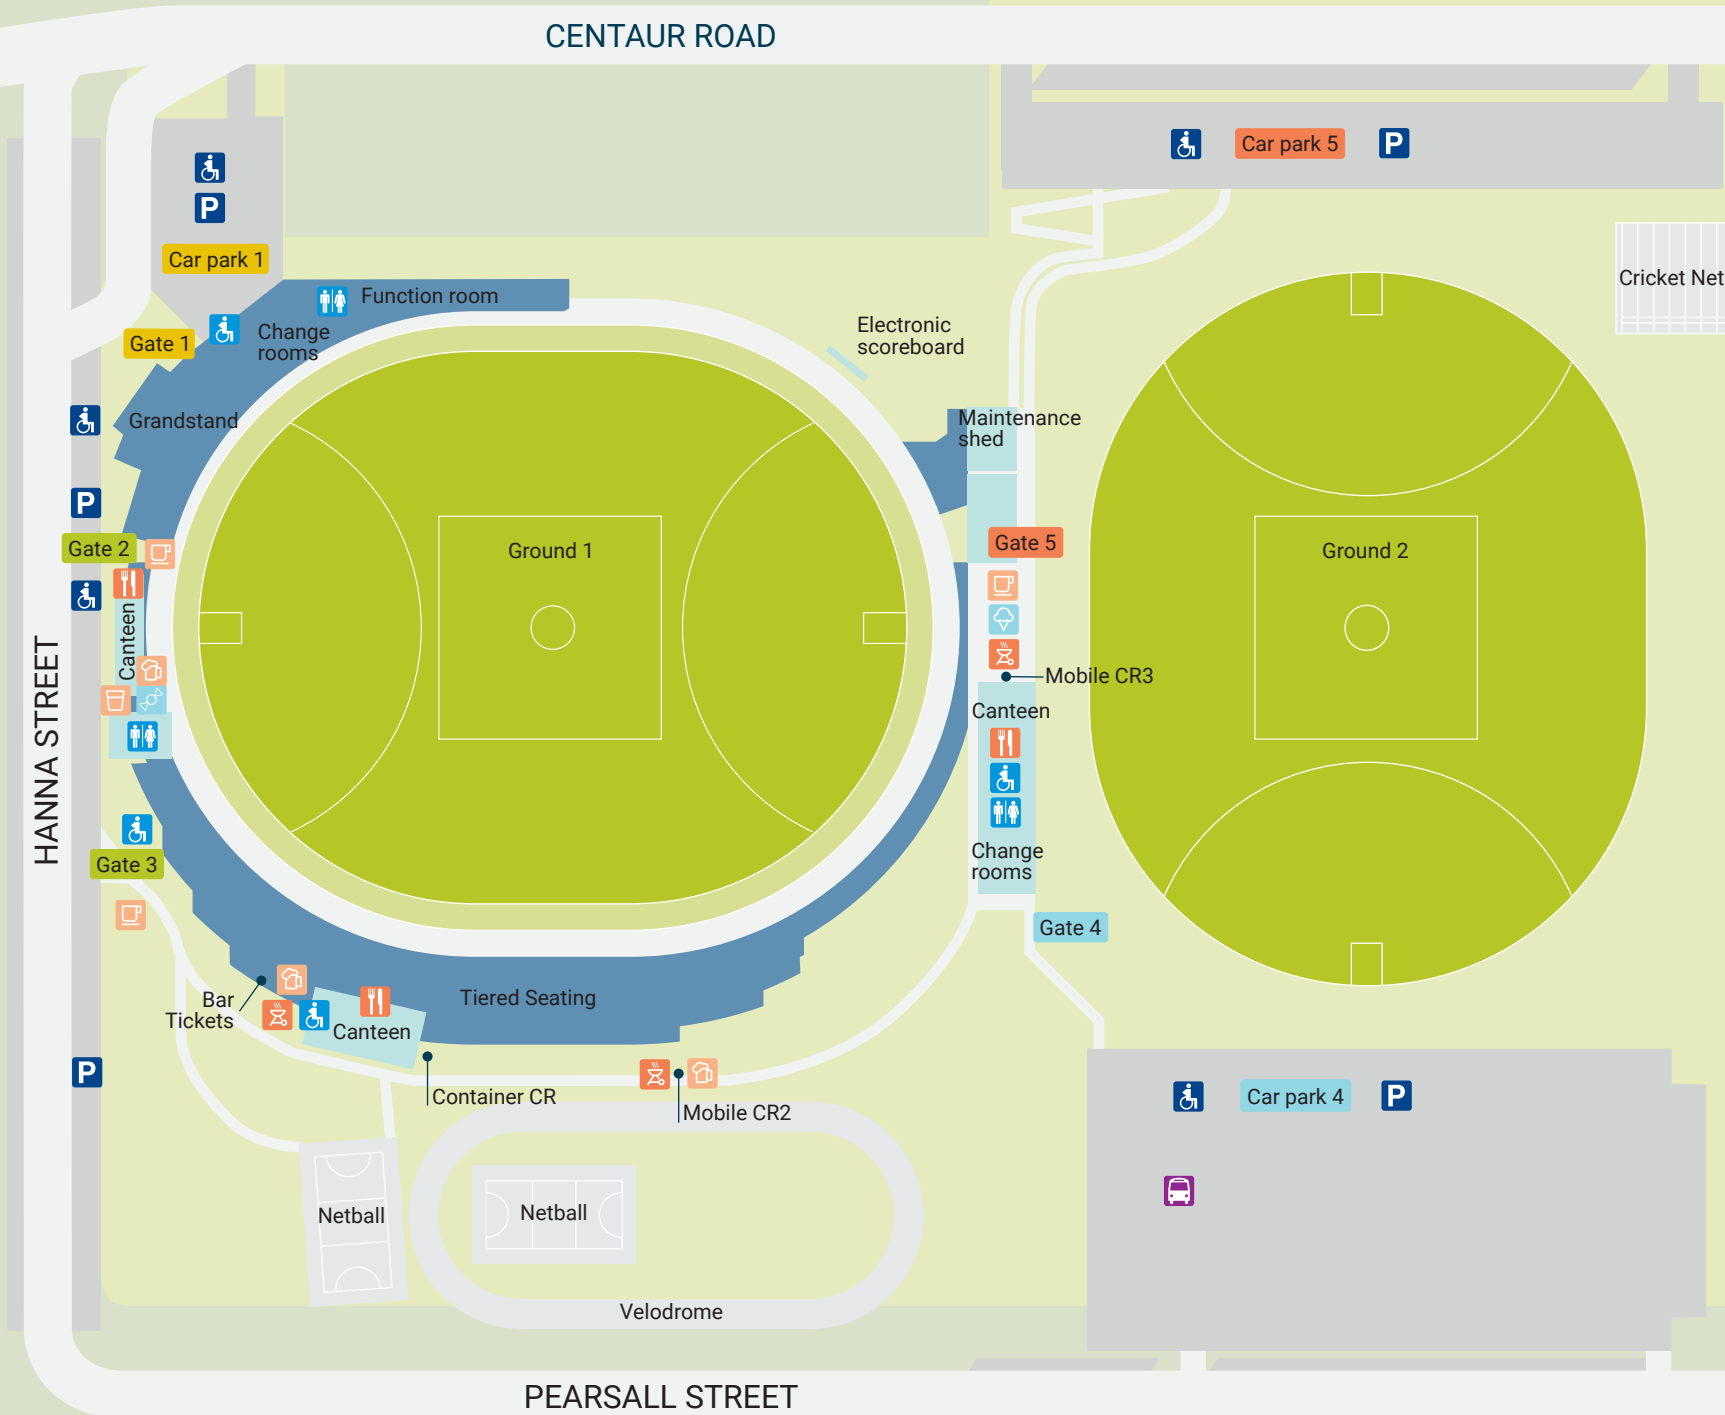 CENTAUR ROAD
Car park 5
P
P
Car park 1
Cricket Net
Function room
Change
rooms
Gate 1
Electronic
scoreboard
Grandstand
Maintenance
shed
P
Gate 2
Ground 1
Gate 5
Ground 2
Canteen
HANNA STREET
Mobile CR3
Canteen
Change
rooms
Gate 3
Gate 4
Bar
Tickets
Tiered Seating
Canteen
P
Container CR
Mobile CR2
Car park 4
P
Netball
Netball
Velodrome
PEARSALL STREET